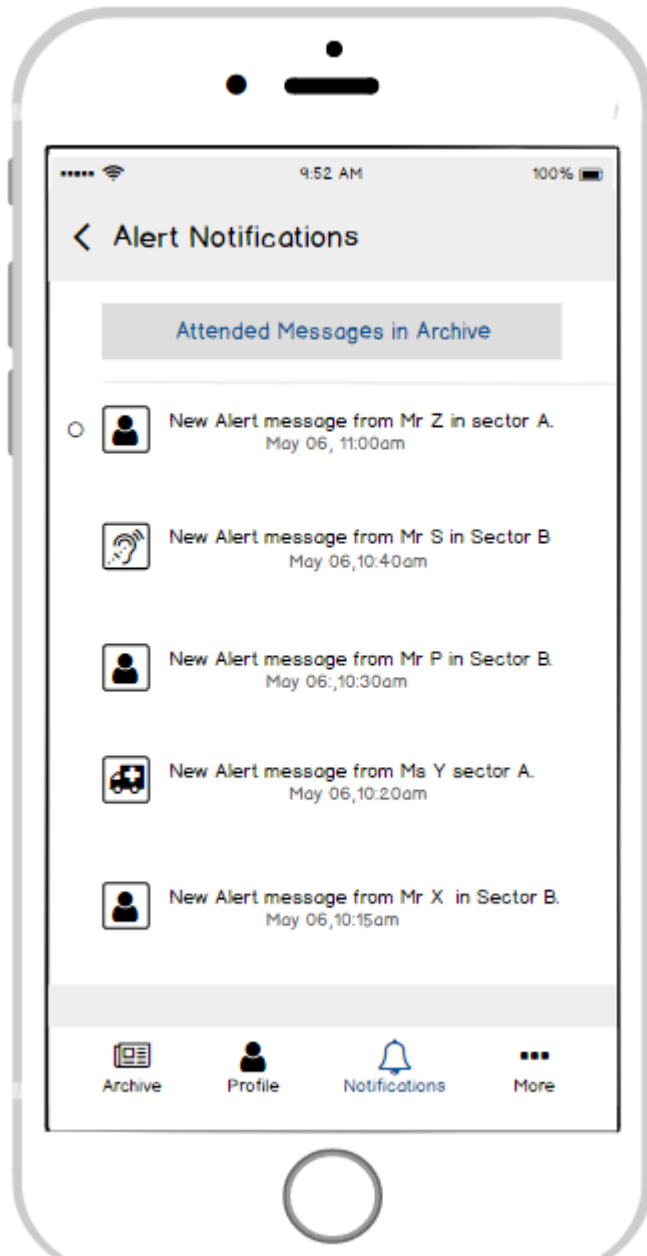 9:52 AM
100%
Alert Notifications
Attended Messages in Archive
New Alert message from Mr Z in sector A.
May 06, 11:00am
New Alert message from Mr S in Sector B
May 06,10:40am
New Alert message from Mr P in Sector B.
May 06:,10:30am
New Alert message from Ms Y sector A.
May 06,10:20am
New Alert message from Mr X in Sector B.
May 06,10:15am
Archive
Profile
Notifications
More